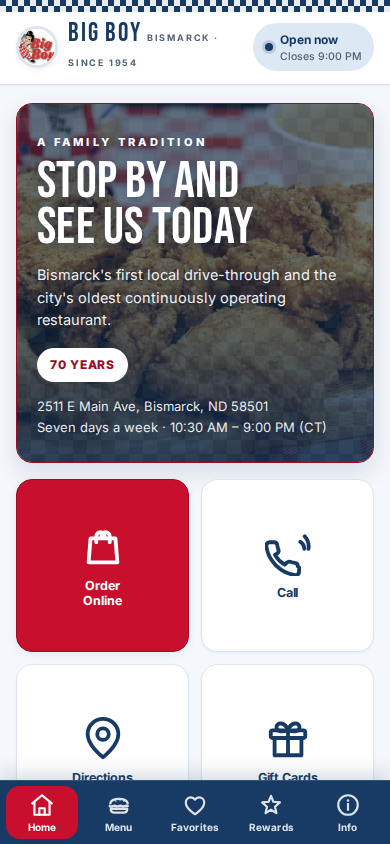 Big Boy
BIG BOY BISMARCK ·
SINCE 1954
Open now
Closes 9:00 PM
A FAMILY TRADITION
STOP BY AND
SEE US TODAY
Bismarck's first local drive-through and the
city's oldest continuously operating
restaurant.
70 YEARS
2511 E Main Ave, Bismarck, ND 58501
Seven days a week · 10:30 AM – 9:00 PM (CT)
Order
Online
Call
Directions
Gift Cards
Home
Menu
Favorites
Rewards
Info